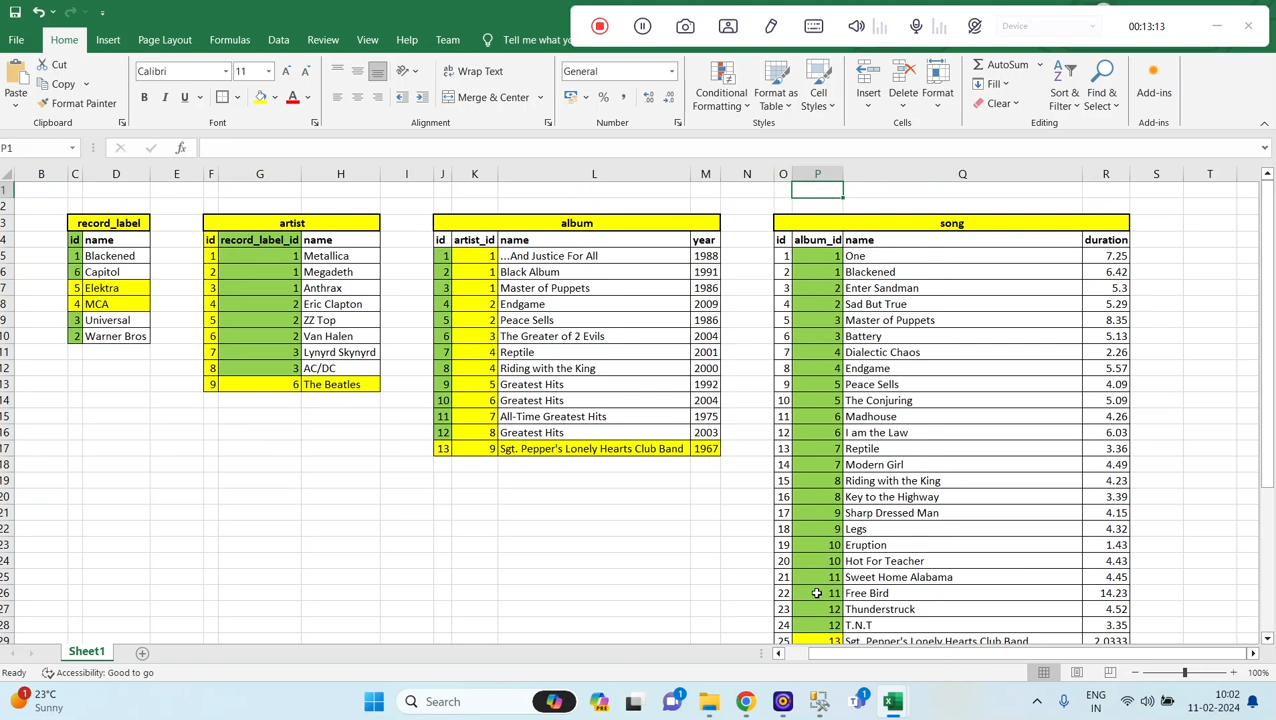 Device
00:13:13
File Home Insert Page Layout Formulas Data Review View Help Team Tell me what yo
Cut
Copy
Format Painter
Paste
Clipboard
Calibri 11
B I U
Font
Wrap Text
Merge & Center
Alignment
General
Number
Conditional Formatting
Format as Table
Cell Styles
Styles
Insert Delete Format
Cells
AutoSum
Fill
Clear
Sort & Filter
Find & Select
Editing
Add-ins
Add-ins
P1 fx
B C D E F G H I J K L M N O P Q R S T
record_label
id name
1 Blackened
6 Capitol
5 Elektra
4 MCA
3 Universal
2 Warner Bros
artist
id record_label_id name
1 1 Metallica
2 1 Megadeth
3 1 Anthrax
4 2 Eric Clapton
5 2 ZZ Top
6 2 Van Halen
7 3 Lynyrd Skynyrd
8 3 AC/DC
9 6 The Beatles
album
id artist_id name year
1 1 ...And Justice For All 1988
2 1 Black Album 1991
3 1 Master of Puppets 1986
4 2 Endgame 2009
5 2 Peace Sells 1986
6 3 The Greater of 2 Evils 2004
7 4 Reptile 2001
8 4 Riding with the King 2000
9 5 Greatest Hits 1992
10 6 Greatest Hits 2004
11 7 All-Time Greatest Hits 1975
12 8 Greatest Hits 2003
13 9 Sgt. Pepper's Lonely Hearts Club Band 1967
song
id album_id name duration
1 1 One 7.25
2 1 Blackened 6.42
3 2 Enter Sandman 5.3
4 2 Sad But True 5.29
5 3 Master of Puppets 8.35
6 3 Battery 5.13
7 4 Dialectic Chaos 2.26
8 4 Endgame 5.57
9 5 Peace Sells 4.09
10 5 The Conjuring 5.09
11 6 Madhouse 4.26
12 6 I am the Law 6.03
13 7 Reptile 3.36
14 7 Modern Girl 4.49
15 8 Riding with the King 4.23
16 8 Key to the Highway 3.39
17 9 Sharp Dressed Man 4.15
18 9 Legs 4.32
19 10 Eruption 1.43
20 10 Hot For Teacher 4.43
21 11 Sweet Home Alabama 4.45
22 11 Free Bird 14.23
23 12 Thunderstruck 4.52
24 12 T.N.T 3.35
25 13 Sgt. Pepper's Lonely Hearts Club Band 2.0333
Sheet1
Ready Accessibility: Good to go 100%
1 23°C
Sunny
Search
1
1
ENG
IN
10:02
11-02-2024